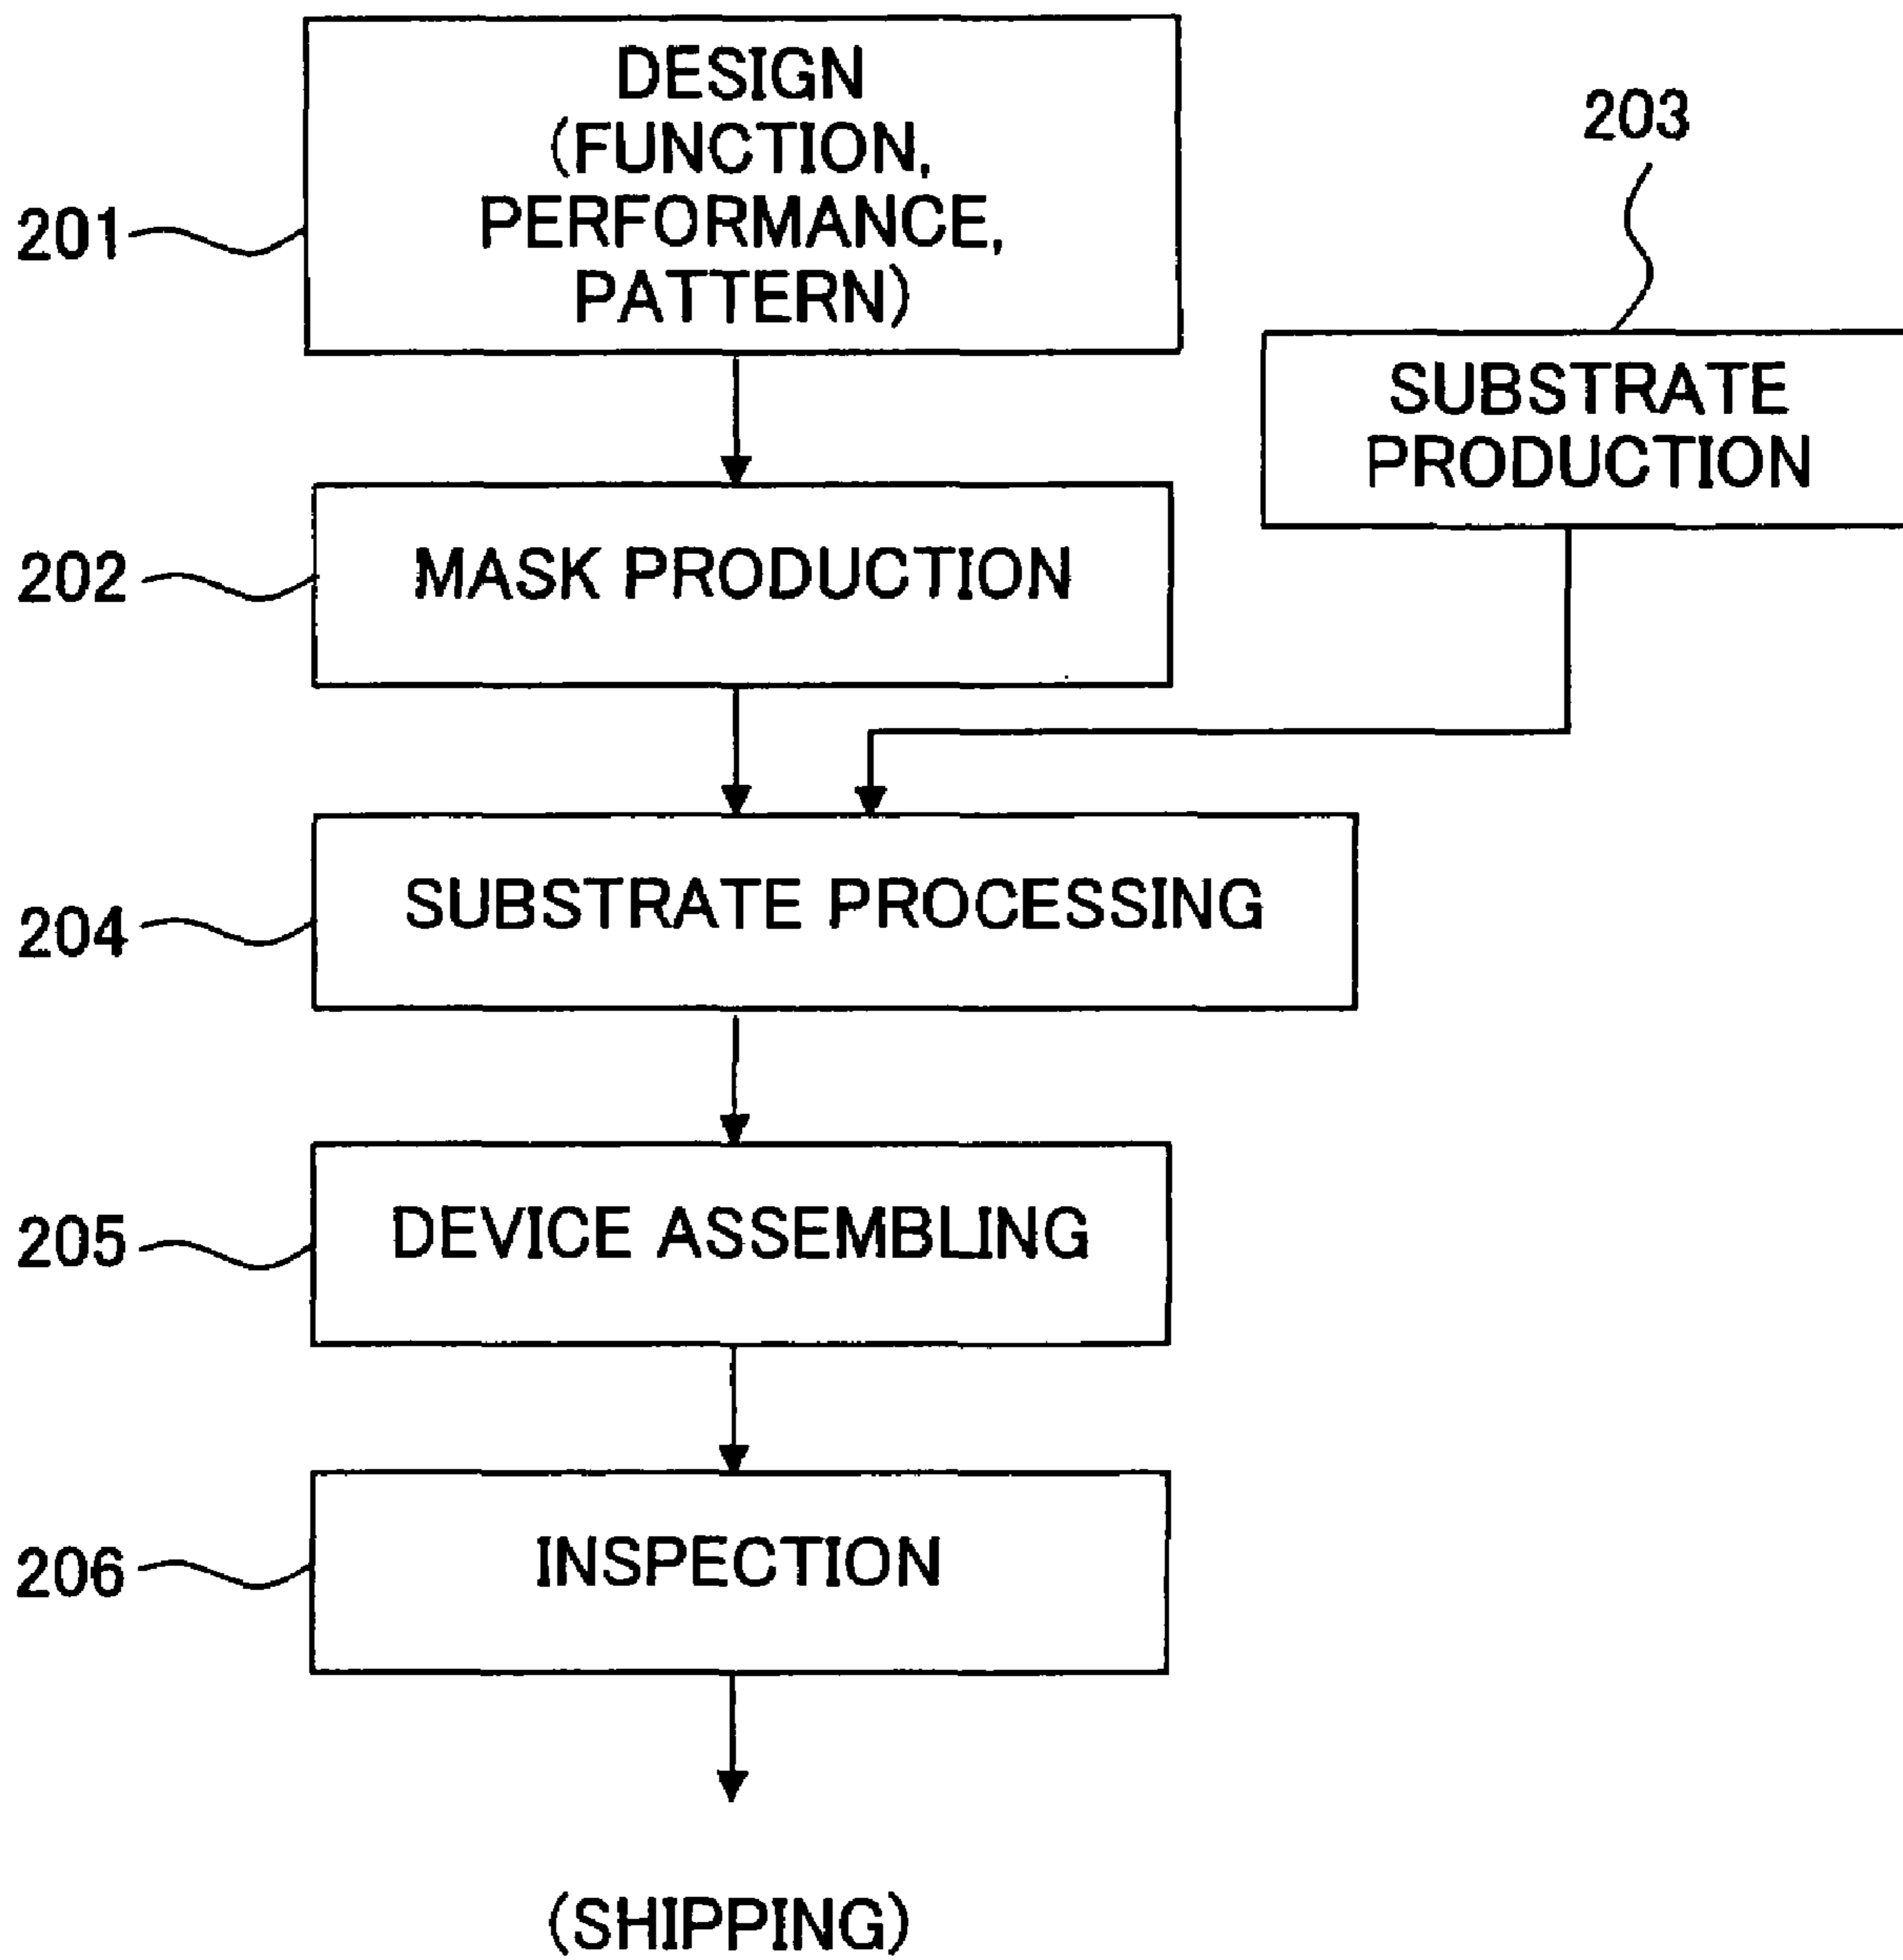 DESIGN
(FUNCTION,
PERFORMANCE,
PATTERN)
201
203
SUBSTRATE
PRODUCTION
202
MASK PRODUCTION
204
SUBSTRATE PROCESSING
205
DEVICE ASSEMBLING
206
INSPECTION
(SHIPPING)